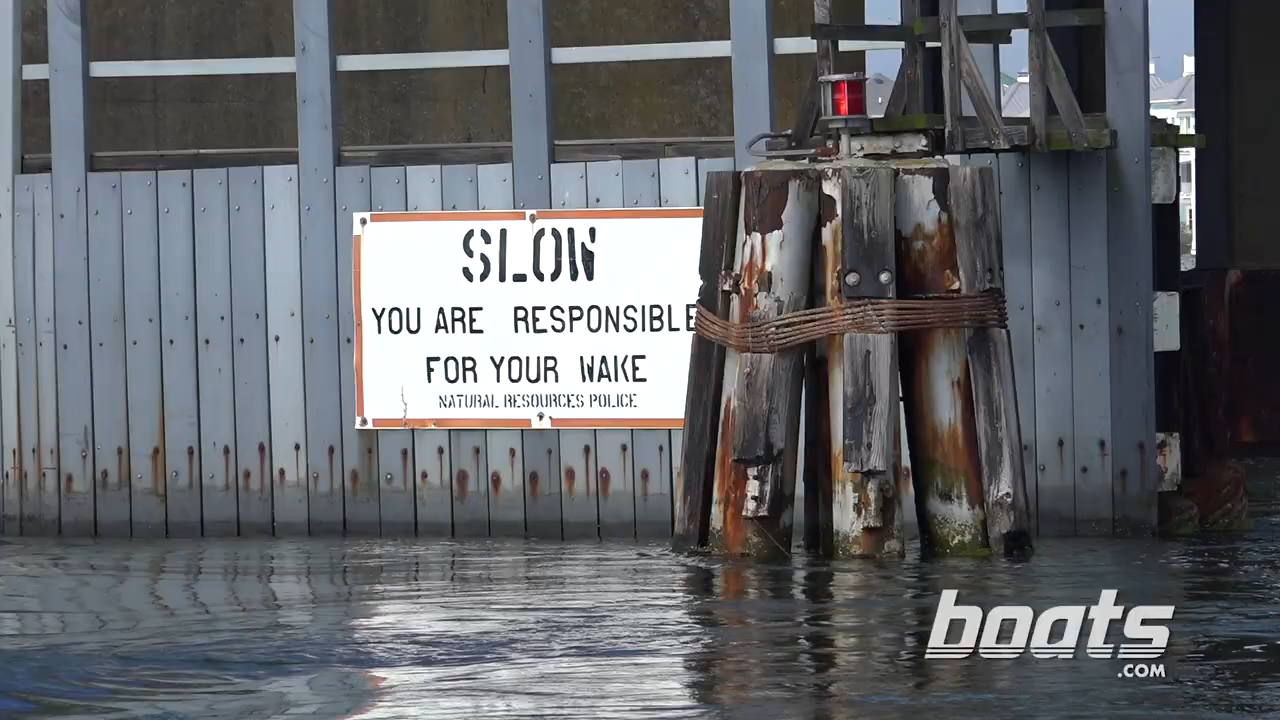 SLOW
YOU ARE RESPONSIBLE
FOR YOUR WAKE
NATURAL RESOURCES POLICE
boats
.COM